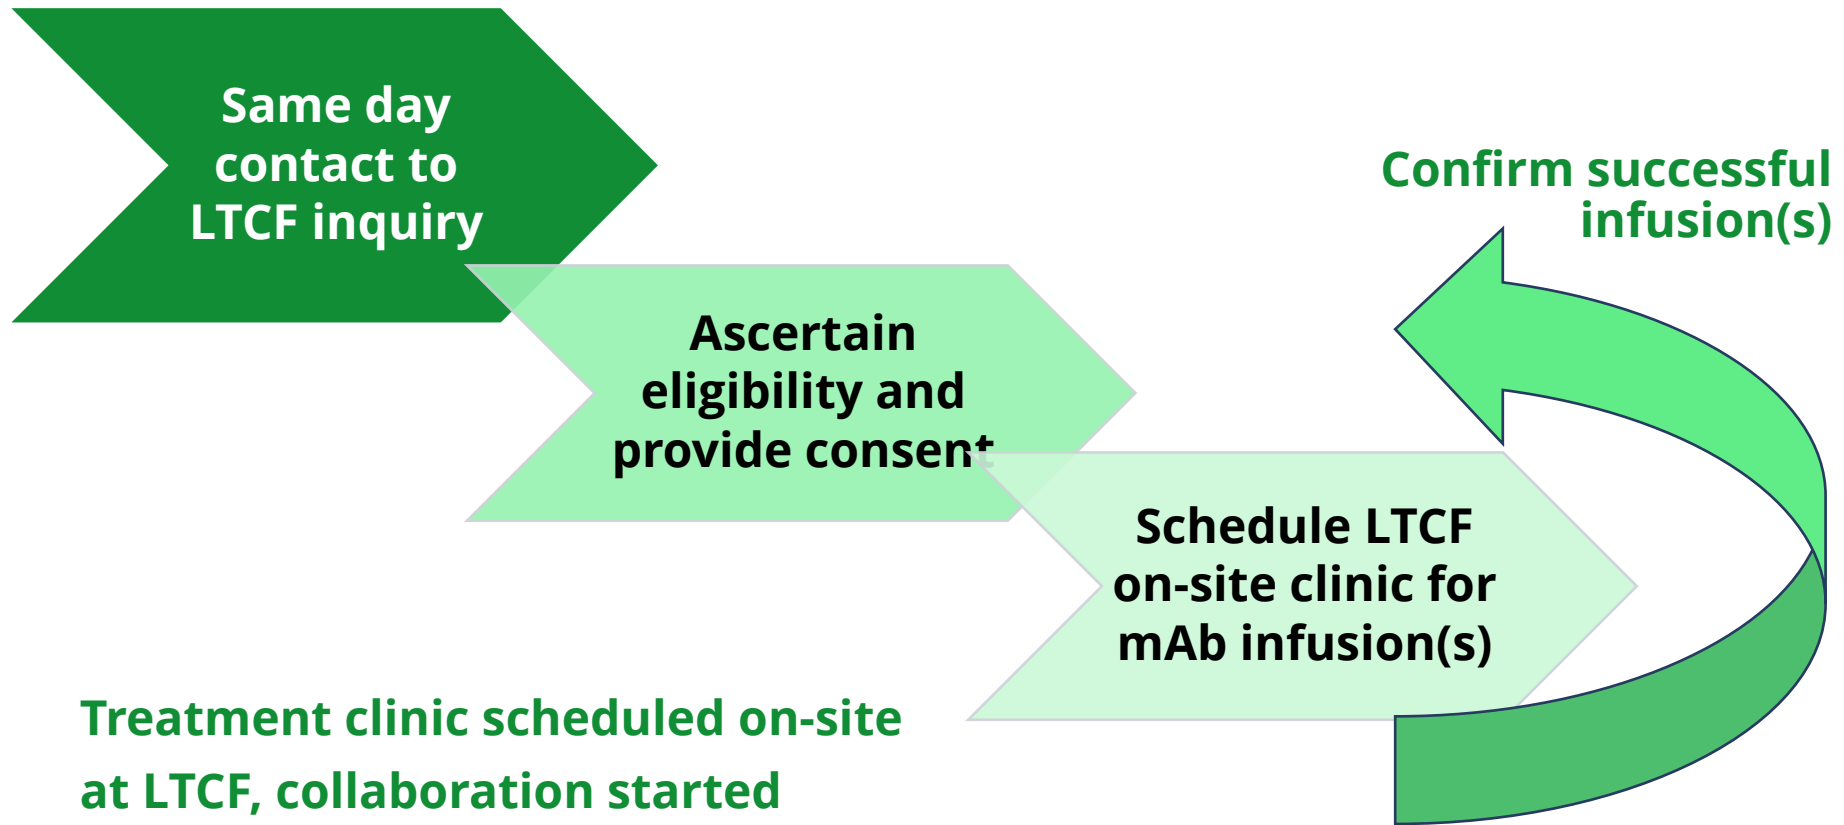 Same day
contact to
LTCF inquiry
Ascertain
eligibility and
provide consent
Schedule LTCF
on-site clinic for
mAb infusion(s)
Confirm successful
infusion(s)
Treatment clinic scheduled on-site
at LTCF, collaboration started